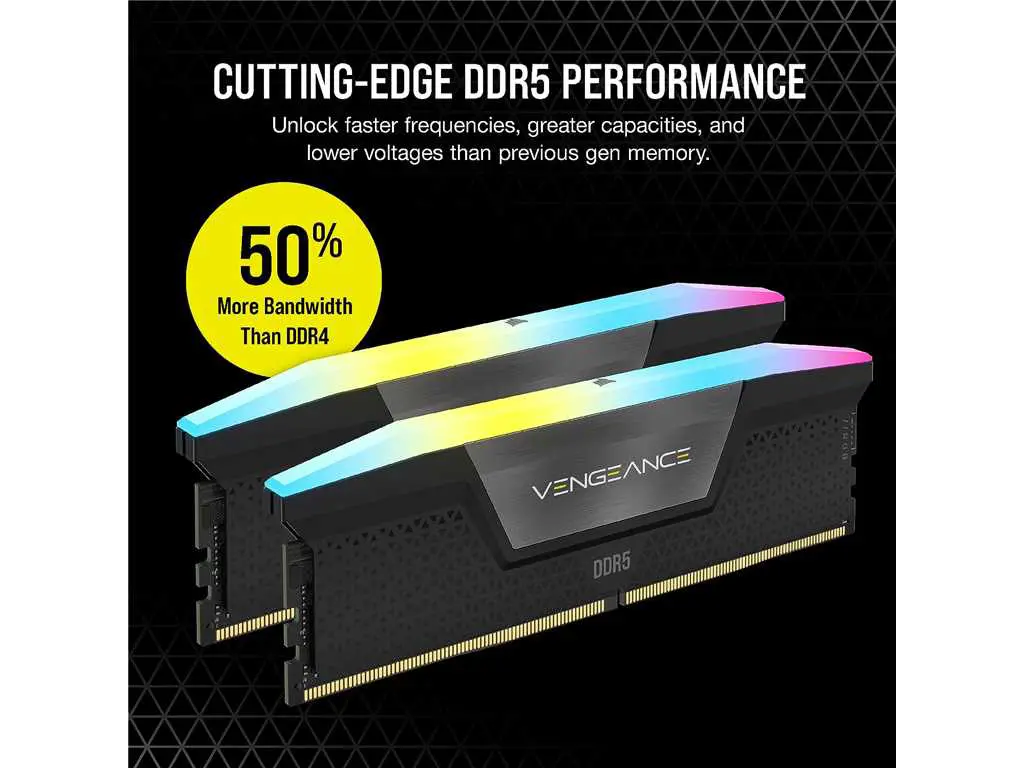 CUTTING-EDGE DDR5 PERFORMANCE
Unlock faster frequencies, greater capacities, and
lower voltages than previous gen memory.
50%
More Bandwidth
Than DDR4
VENGEANCE
DDR5